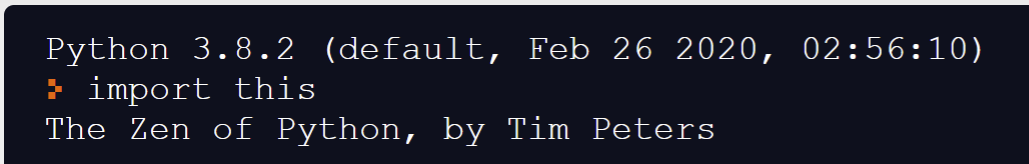 Python 3.8.2 (default, Feb 26 2020, 02:56:10)
import this
The Zen of Python, by Tim Peters